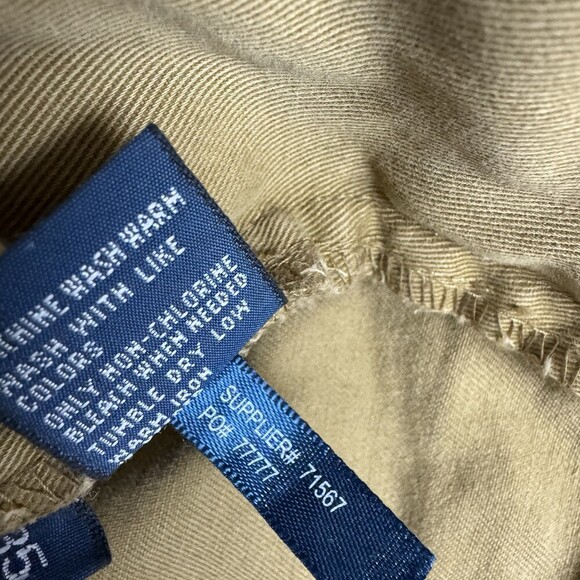 MACHINE WASH WARM
WASH WITH LIKE
COLORS
ONLY NON-CHLORINE
BLEACH WHEN NEEDED
TUMBLE DRY LOW
WARM IRON
SUPPLIER# 71567
PO# 77777
35